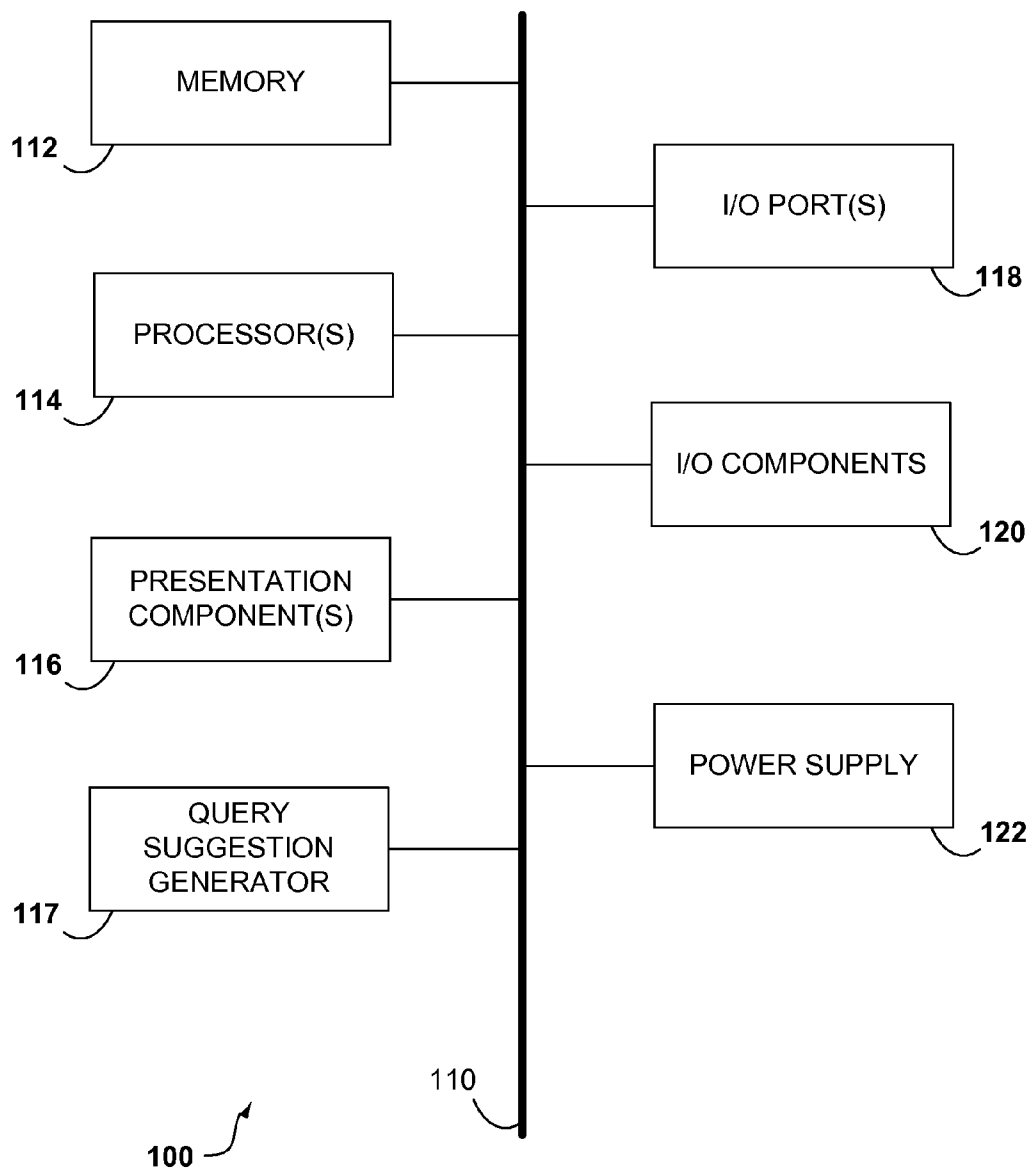 MEMORY
112
I/O PORT(S)
118
PROCESSOR(S)
114
I/O COMPONENTS
120
PRESENTATION
COMPONENT(S)
116
POWER SUPPLY
122
QUERY
SUGGESTION
GENERATOR
117
110
100